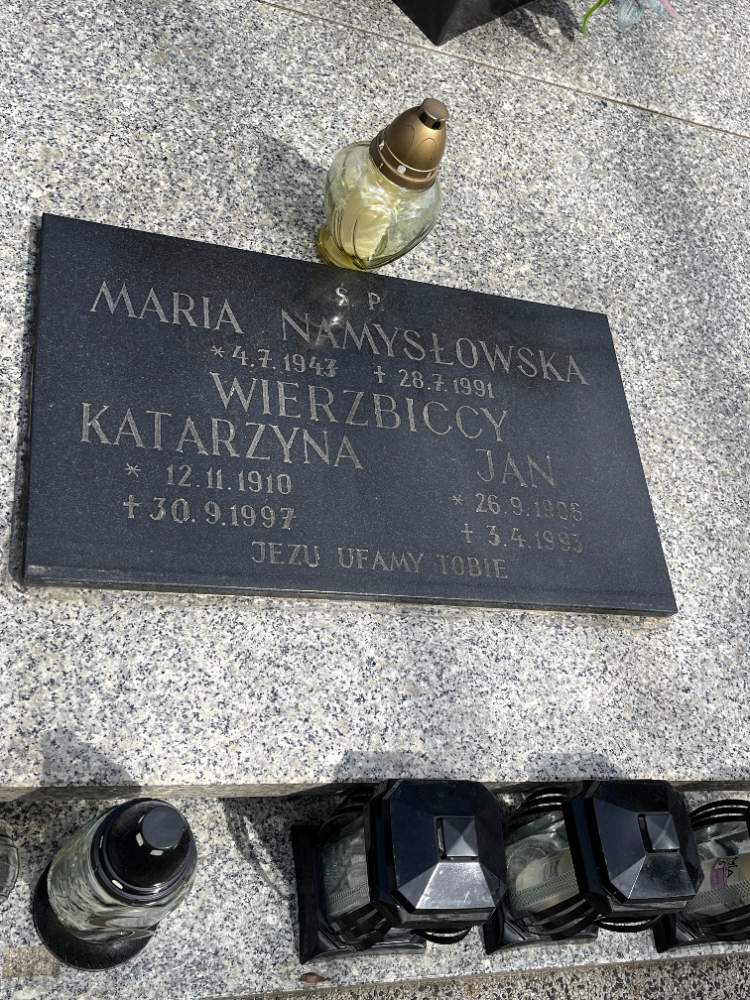 Ś. P.
MARIA NAMYSŁOWSKA
* 4.7.1943 + 28.7.1991
WIERZBICCY
KATARZYNA JAN
* 12.11.1910 * 26.9.1906
+ 30.9.1997 + 3.4.1993
JEZU UFAMY TOBIE